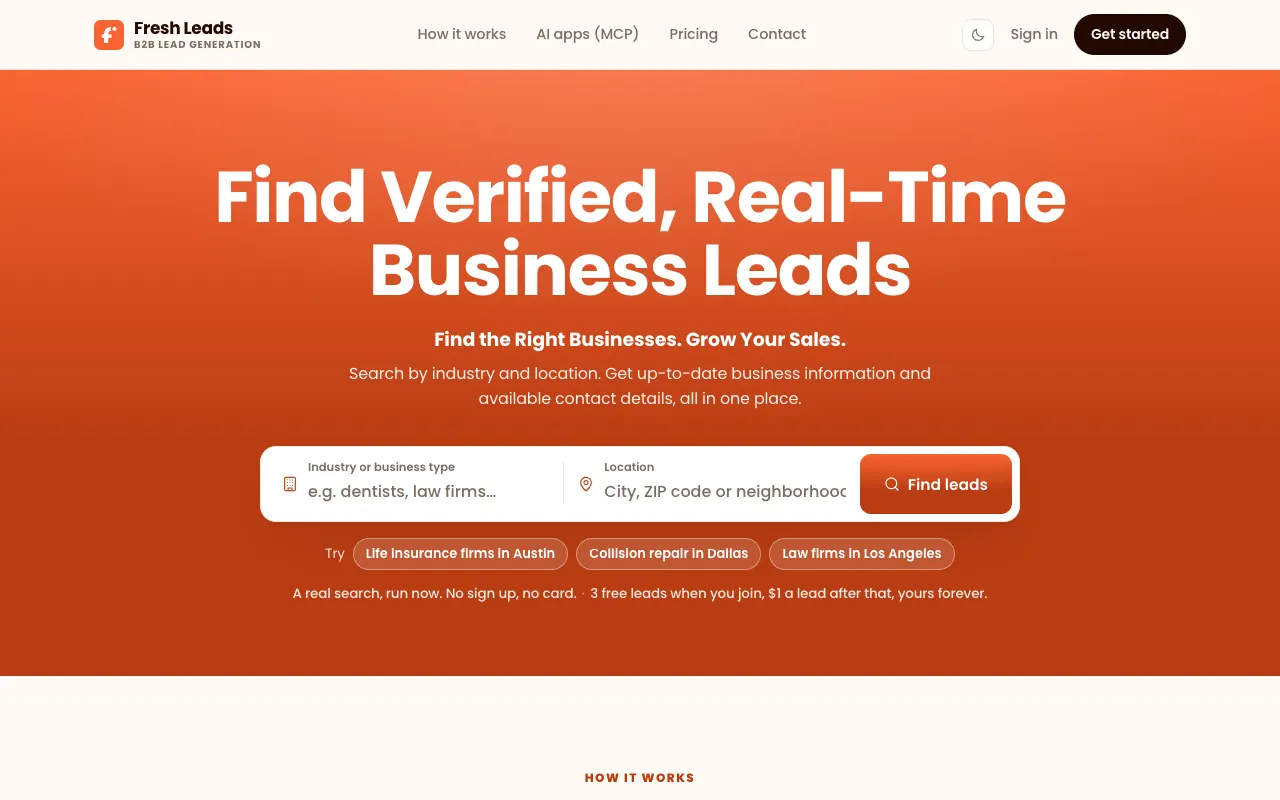 Fresh Leads
B2B LEAD GENERATION
How it works
AI apps (MCP)
Pricing
Contact
Sign in
Get started
Find Verified, Real-Time
Business Leads
Find the Right Businesses. Grow Your Sales.
Search by industry and location. Get up-to-date business information and
available contact details, all in one place.
Industry or business type
e.g. dentists, law firms...
Location
City, ZIP code or neighborhood
Find leads
Try
Life insurance firms in Austin
Collision repair in Dallas
Law firms in Los Angeles
A real search, run now. No sign up, no card. · 3 free leads when you join, $1 a lead after that, yours forever.
HOW IT WORKS